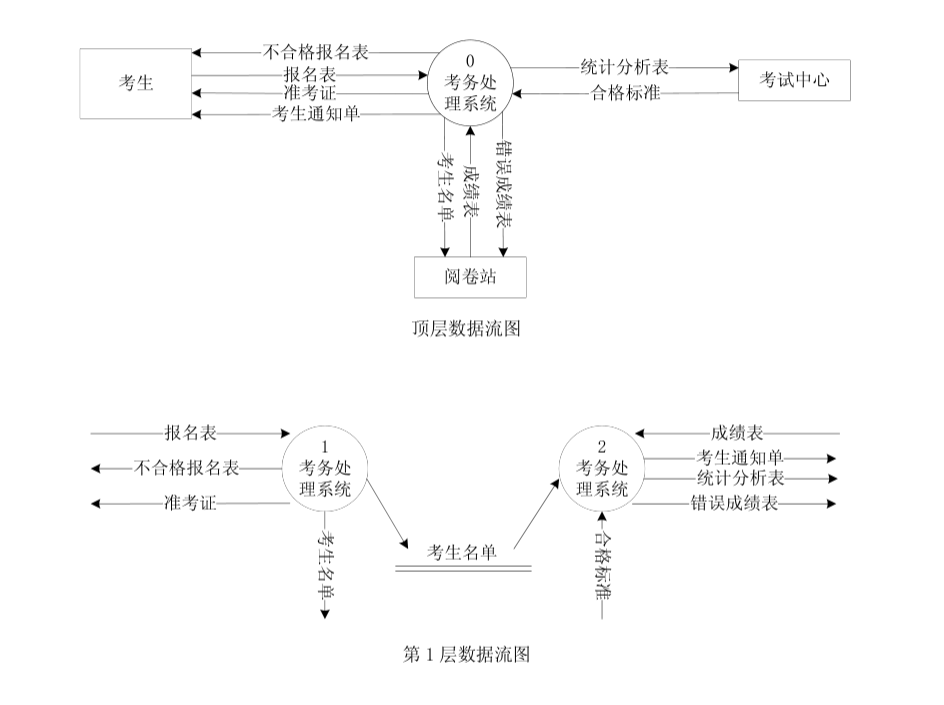 不合格报名表
报名表
准考证
考生通知单
考生
0
考务处
理系统
统计分析表
合格标准
考试中心
考生名单
成绩表
错误成绩表
阅卷站
顶层数据流图
报名表
不合格报名表
准考证
1
考务处
理系统
考生名单
考生名单
2
考务处
理系统
成绩表
考生通知单
统计分析表
错误成绩表
合格标准
第1层数据流图